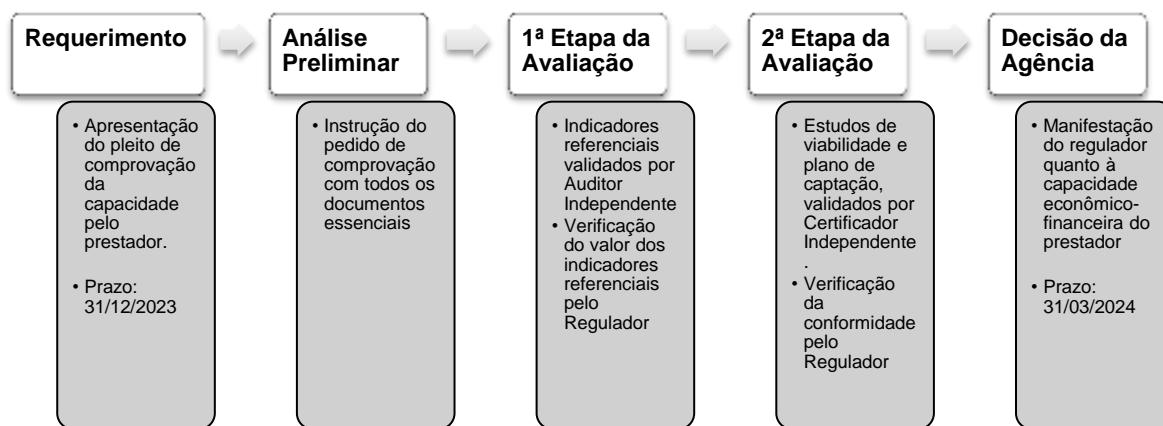 Requerimento
• Apresentação
do pleito de
comprovação
da
capacidade
pelo
prestador.
• Prazo:
31/12/2023
Análise
Preliminar
• Instrução do
pedido de
comprovação
com todos os
documentos
essenciais
1ª Etapa da
Avaliação
• Indicadores
referenciais
validados por
Auditor
Independente
• Verificação
do valor dos
indicadores
referenciais
pelo
Regulador
2ª Etapa da
Avaliação
• Estudos de
viabilidade e
plano de
captação,
validados por
Certificador
Independente
.
• Verificação
da
conformidade
pelo
Regulador
Decisão da
Agência
• Manifestação
do regulador
quanto à
capacidade
econômico-
financeira do
prestador
• Prazo:
31/03/2024